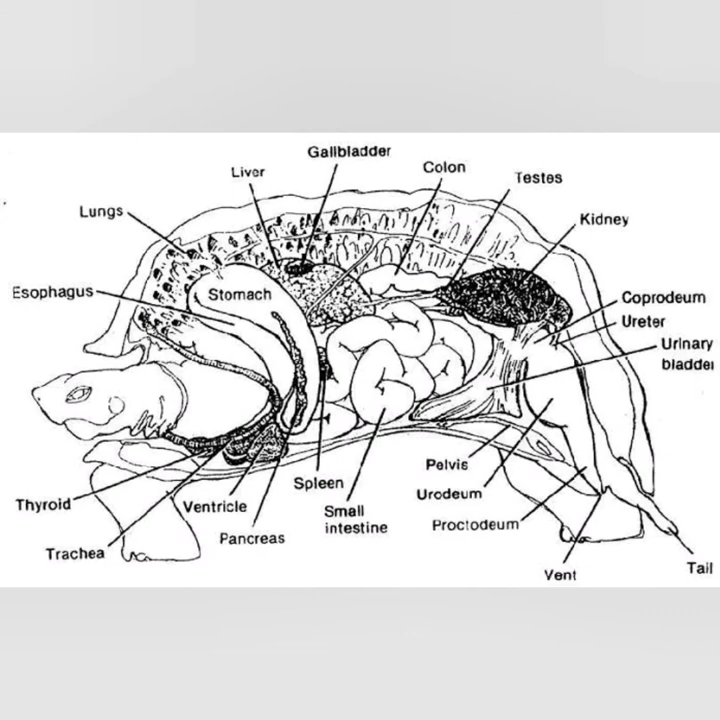 Gallbladder
Liver
Colon
Testes
Lungs
Kidney
Esophagus
Stomach
Coprodeum
Ureter
Urinary
bladder
Pelvis
Spleen
Urodeum
Thyroid
Ventricle
Small
intestine
Proctodeum
Pancreas
Trachea
Vent
Tail